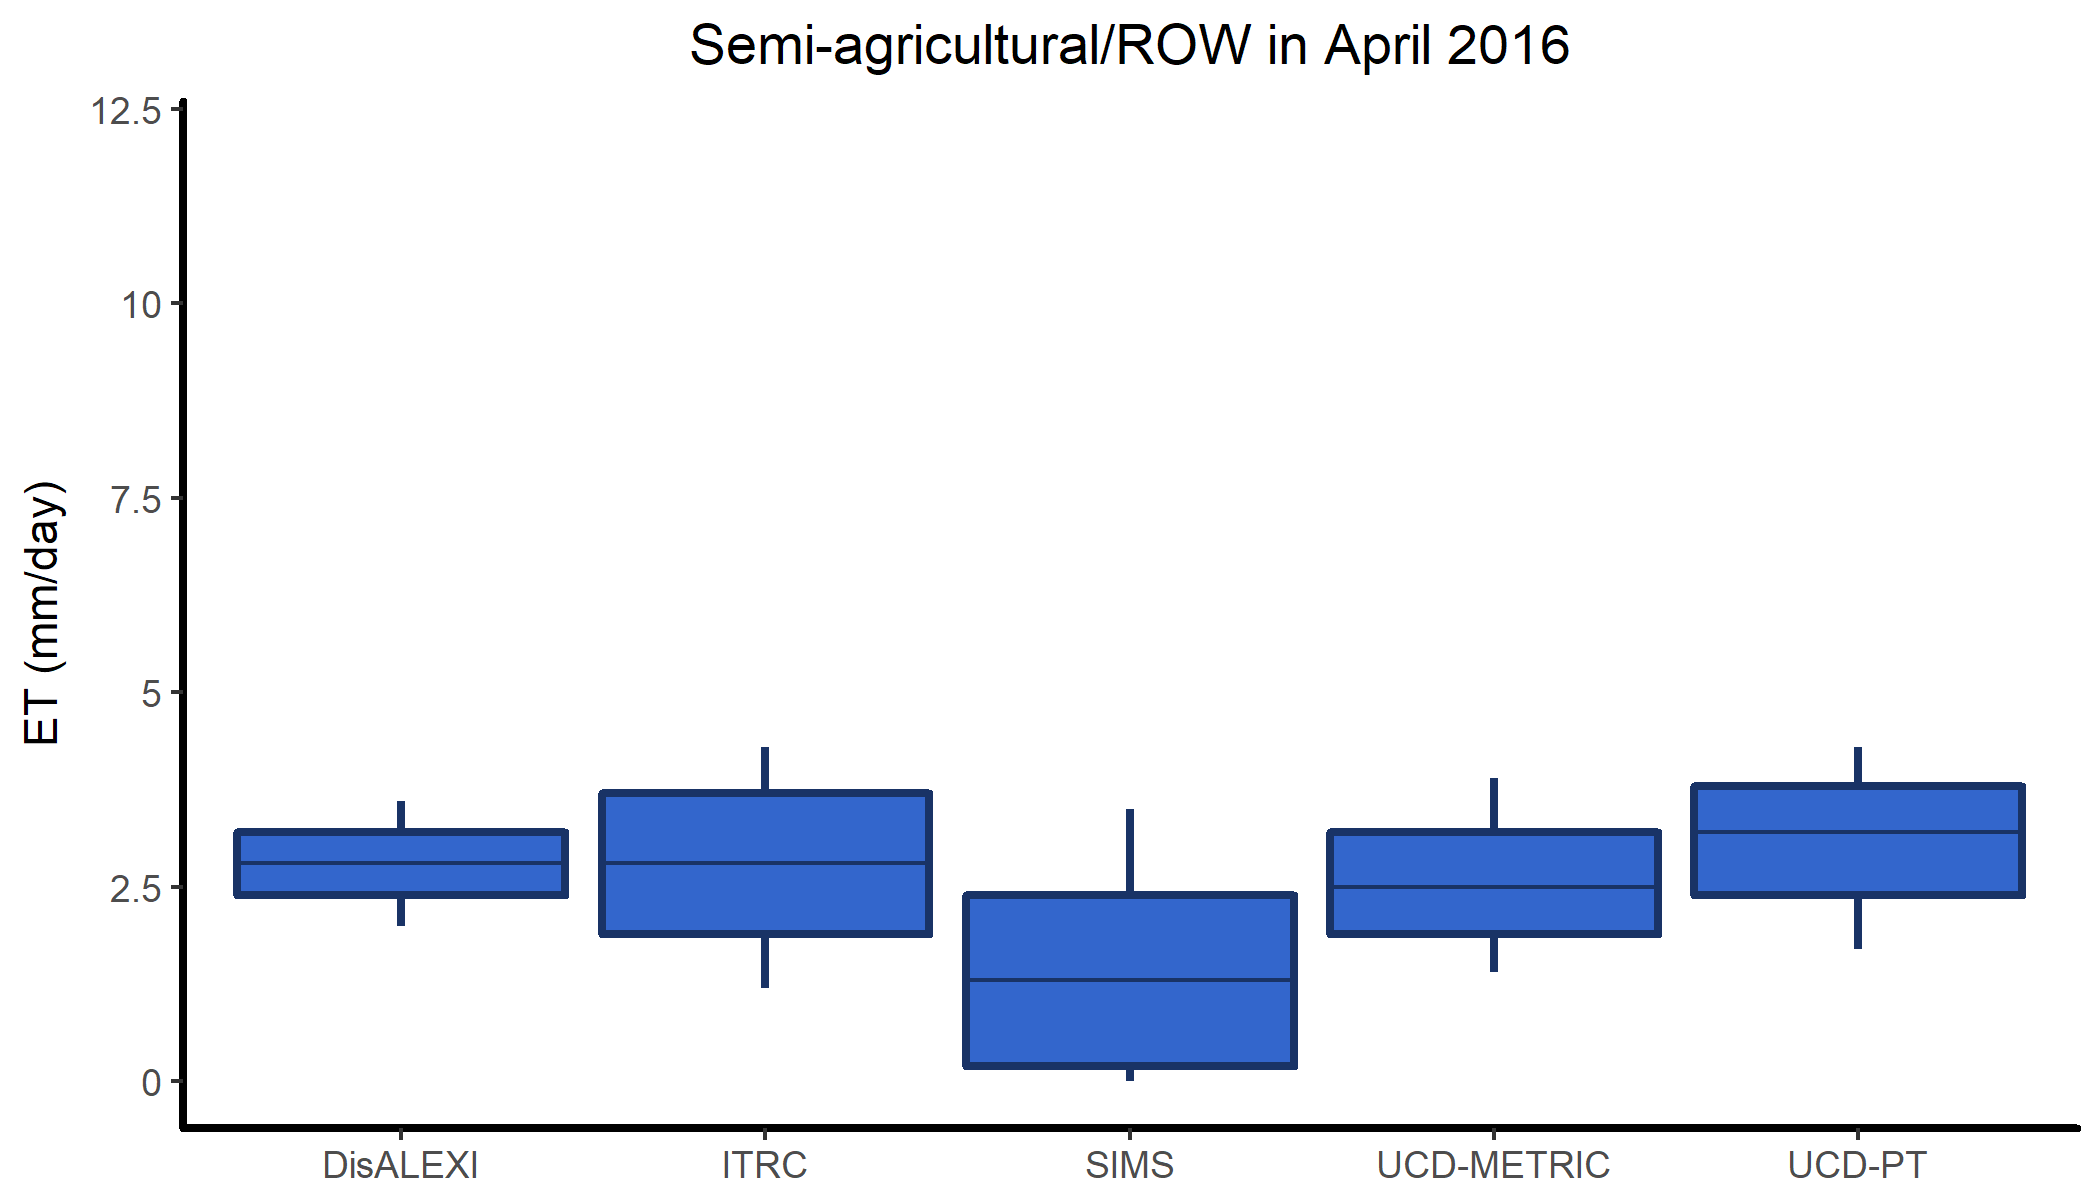 Semi-agricultural/ROW in April 2016
ET (mm/day)
12.5
10
7.5
5
2.5
0
DisALEXI ITRC SIMS UCD-METRIC UCD-PT